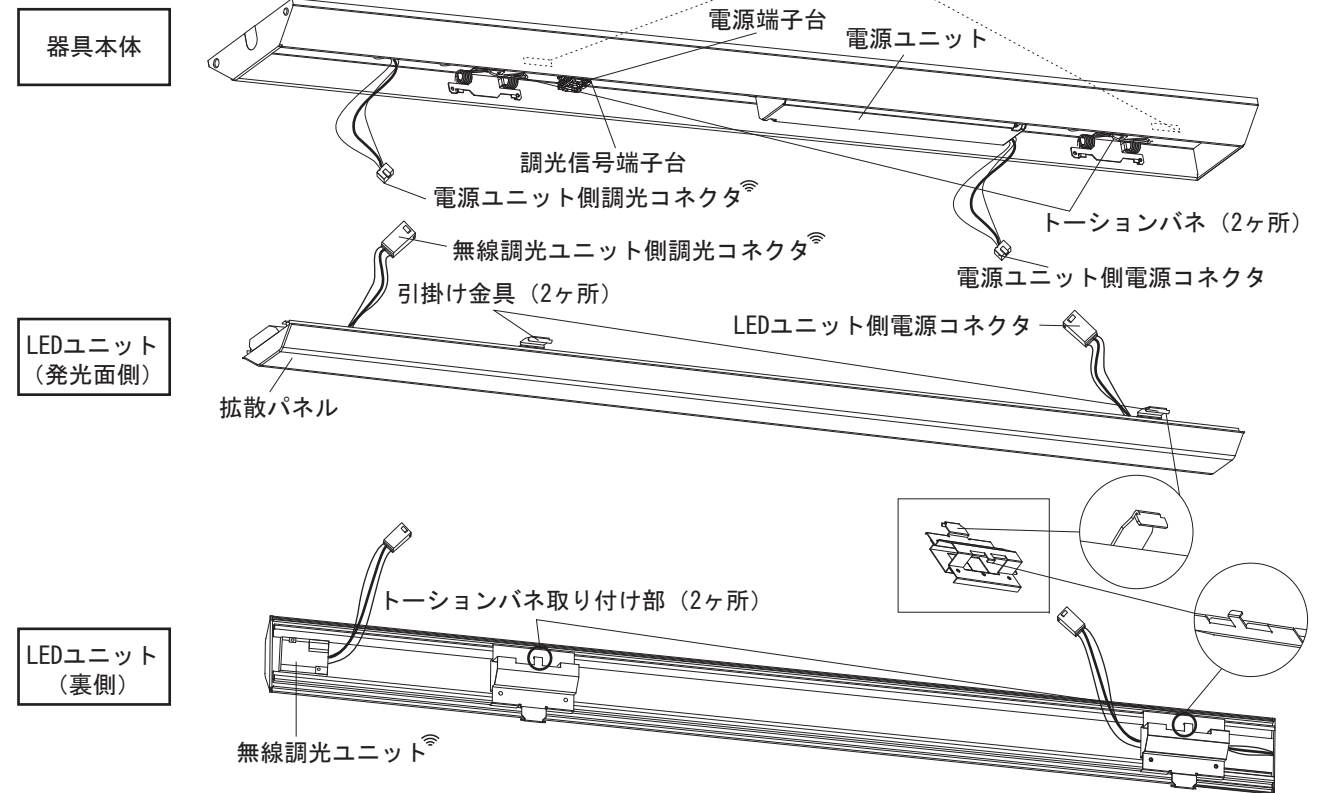 電源端子台
器具本体
電源ユニット
調光信号端子台
電源ユニット側調光コネクタ
トーションバネ（2ヶ所）
無線調光ユニット側調光コネクタ
電源ユニット側電源コネクタ
引掛け金具（2ヶ所）
LEDユニット側電源コネクタ
LEDユニット
（発光面側）
拡散パネル
トーションバネ取り付け部（2ヶ所）
LEDユニット
（裏側）
無線調光ユニット